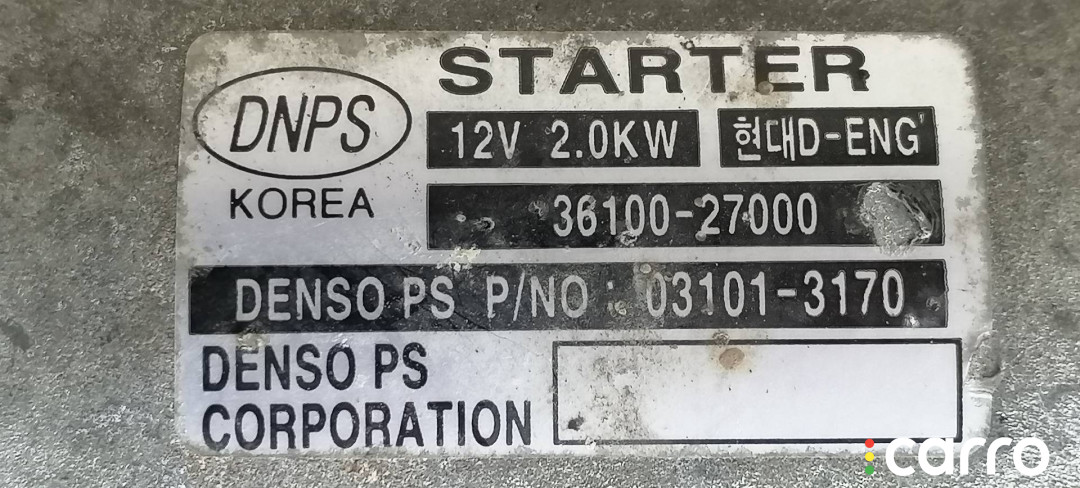 STARTER
DNPS
12V 2.0KW
현대D-ENG'
KOREA
36100-27000
DENSO PS P/NO : 03101-3170
DENSO PS
CORPORATION
carro